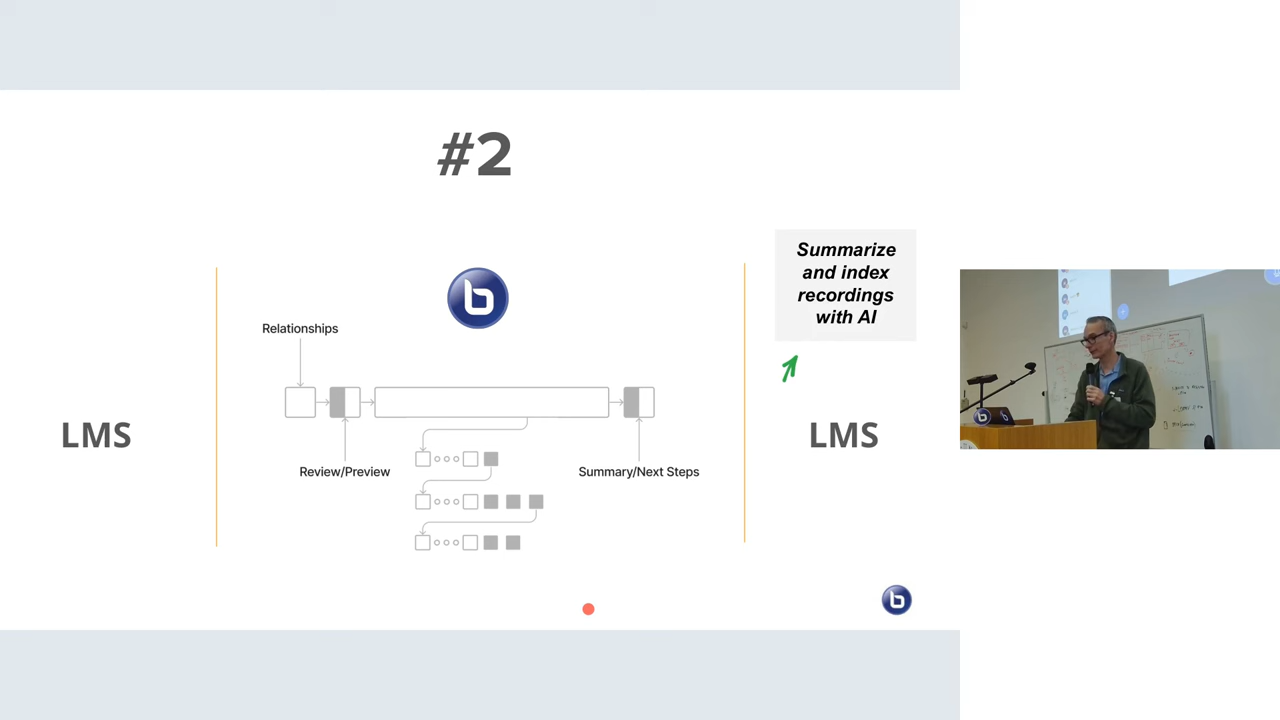 #2
Summarize
and index
recordings
with AI
Relationships
LMS
LMS
Review/Preview
Summary/Next Steps